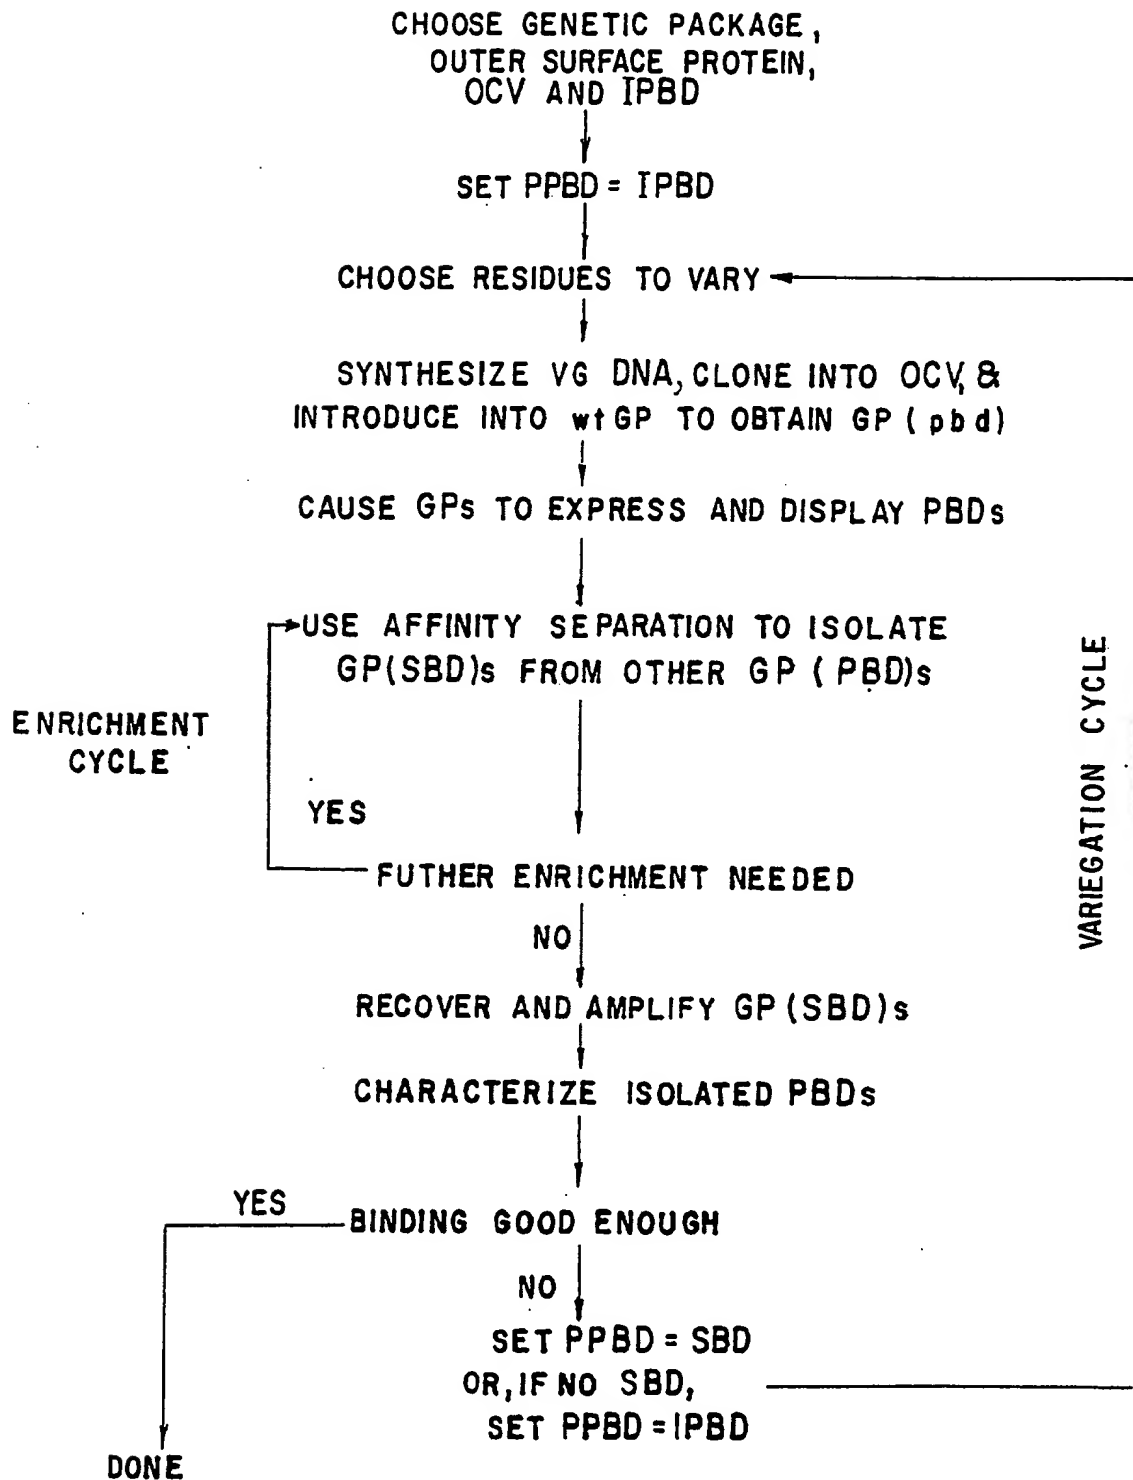 CHOOSE GENETIC PACKAGE,
OUTER SURFACE PROTEIN,
OCV AND IPBD
SET PPBD = IPBD
CHOOSE RESIDUES TO VARY
SYNTHESIZE VG DNA, CLONE INTO OCV, &
INTRODUCE INTO wtGP TO OBTAIN GP (pbd)
CAUSE GPs TO EXPRESS AND DISPLAY PBDs
USE AFFINITY SEPARATION TO ISOLATE
GP(SBD)s FROM OTHER GP (PBD)s
ENRICHMENT
CYCLE
YES
FUTHER ENRICHMENT NEEDED
NO
RECOVER AND AMPLIFY GP(SBD)s
CHARACTERIZE ISOLATED PBDs
YES
BINDING GOOD ENOUGH
NO
SET PPBD = SBD
OR, IF NO SBD,
SET PPBD = IPBD
DONE
VARIEGATION CYCLE